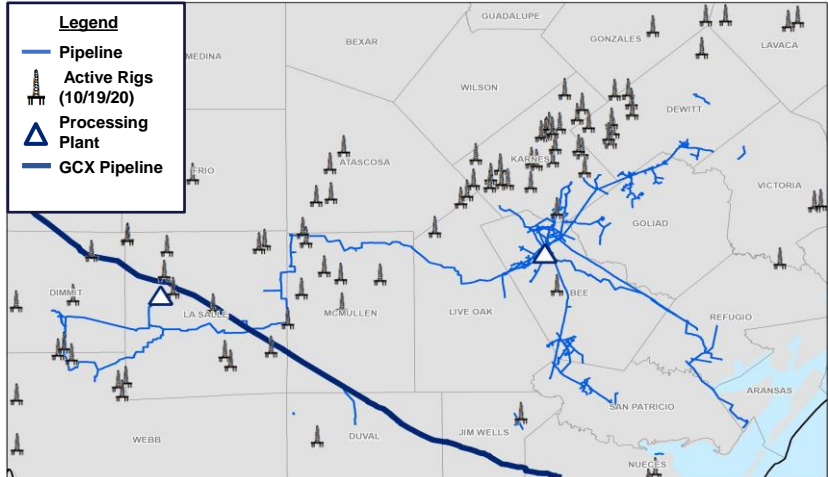 Legend
Pipeline
Active Rigs
(10/19/20)
Processing
Plant
GCX Pipeline
GUADALUPE
BEXAR
GONZALES
LAVACA
MEDINA
WILSON
DEWITT
ATASCOSA
KARNES
RIO
VICTORIA
GOLIAD
DIMMIT
LA SALLE
MCMULLEN
LIVE OAK
BEE
REFUGIO
ARANSAS
SAN PATRICIO
WEBB
DUVAL
JIM WELLS
NUECES